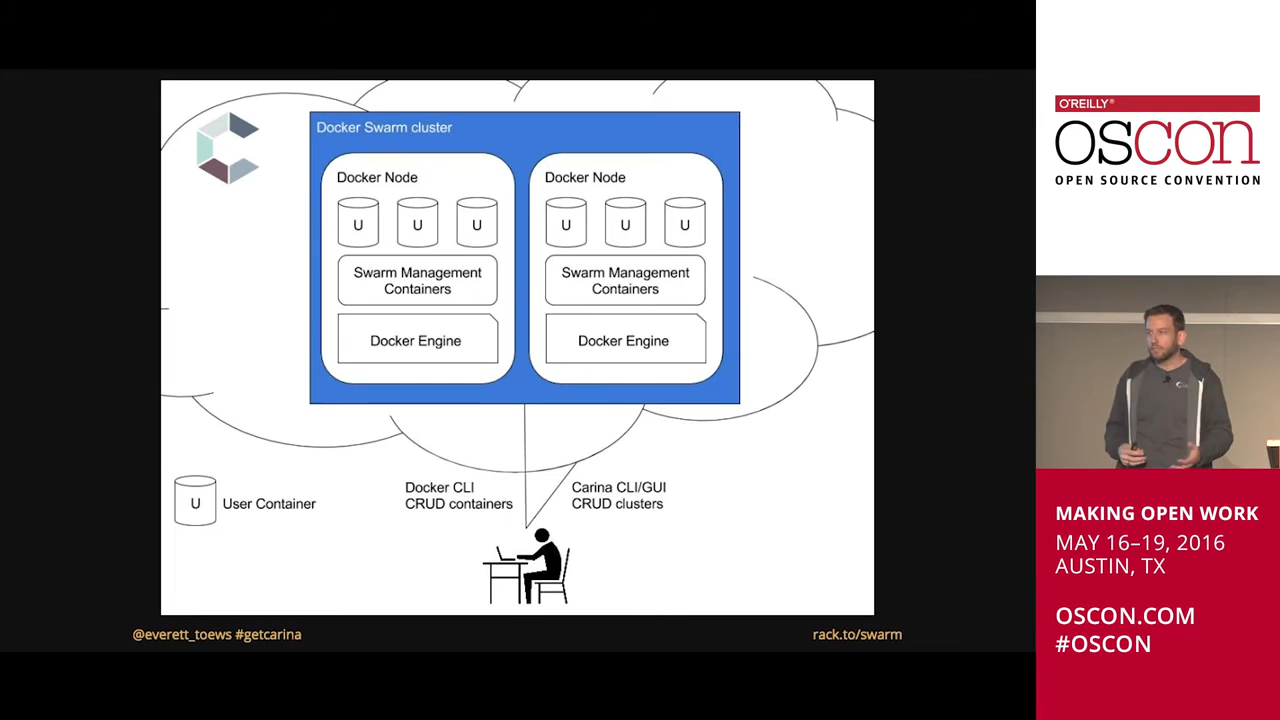 Docker Swarm cluster
Docker Node
U U U
Swarm Management
Containers
Docker Engine
Docker Node
U U U
Swarm Management
Containers
Docker Engine
U User Container
Docker CLI
CRUD containers
Carina CLI/GUI
CRUD clusters
@everett_toews #getcarina
rack.to/swarm
O'REILLY®
OSCON
OPEN SOURCE CONVENTION
MAKING OPEN WORK
MAY 16–19, 2016
AUSTIN, TX
OSCON.COM
#OSCON